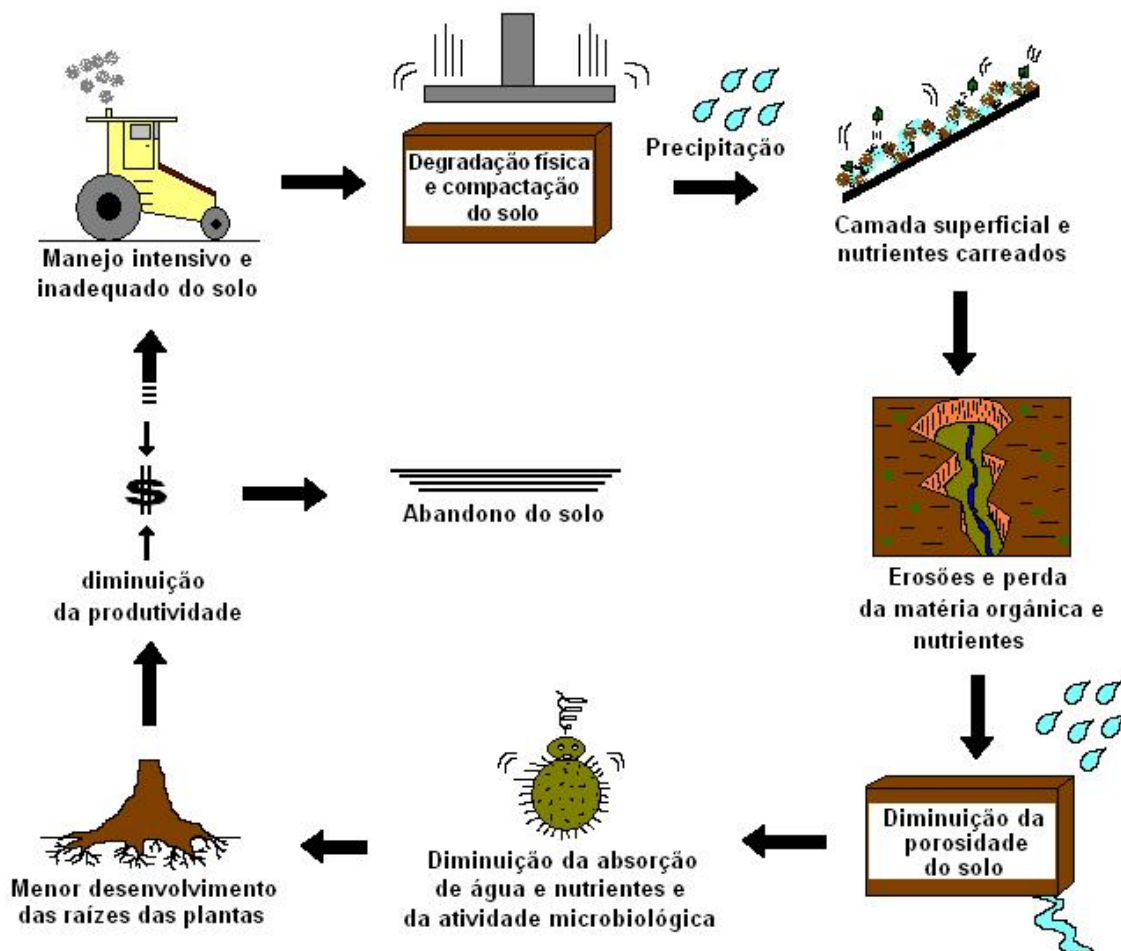 Manejo intensivo e
inadequado do solo
Degradação física
e compactação
do solo
Precipitação
Camada superficial e
nutrientes carreados
Erosões e perda
da matéria orgânica e
nutrientes
Diminuição da
porosidade
do solo
Diminuição da absorção
de água e nutrientes e
da atividade microbiológica
Menor desenvolvimento
das raízes das plantas
diminuição
da produtividade
$
Abandono do solo